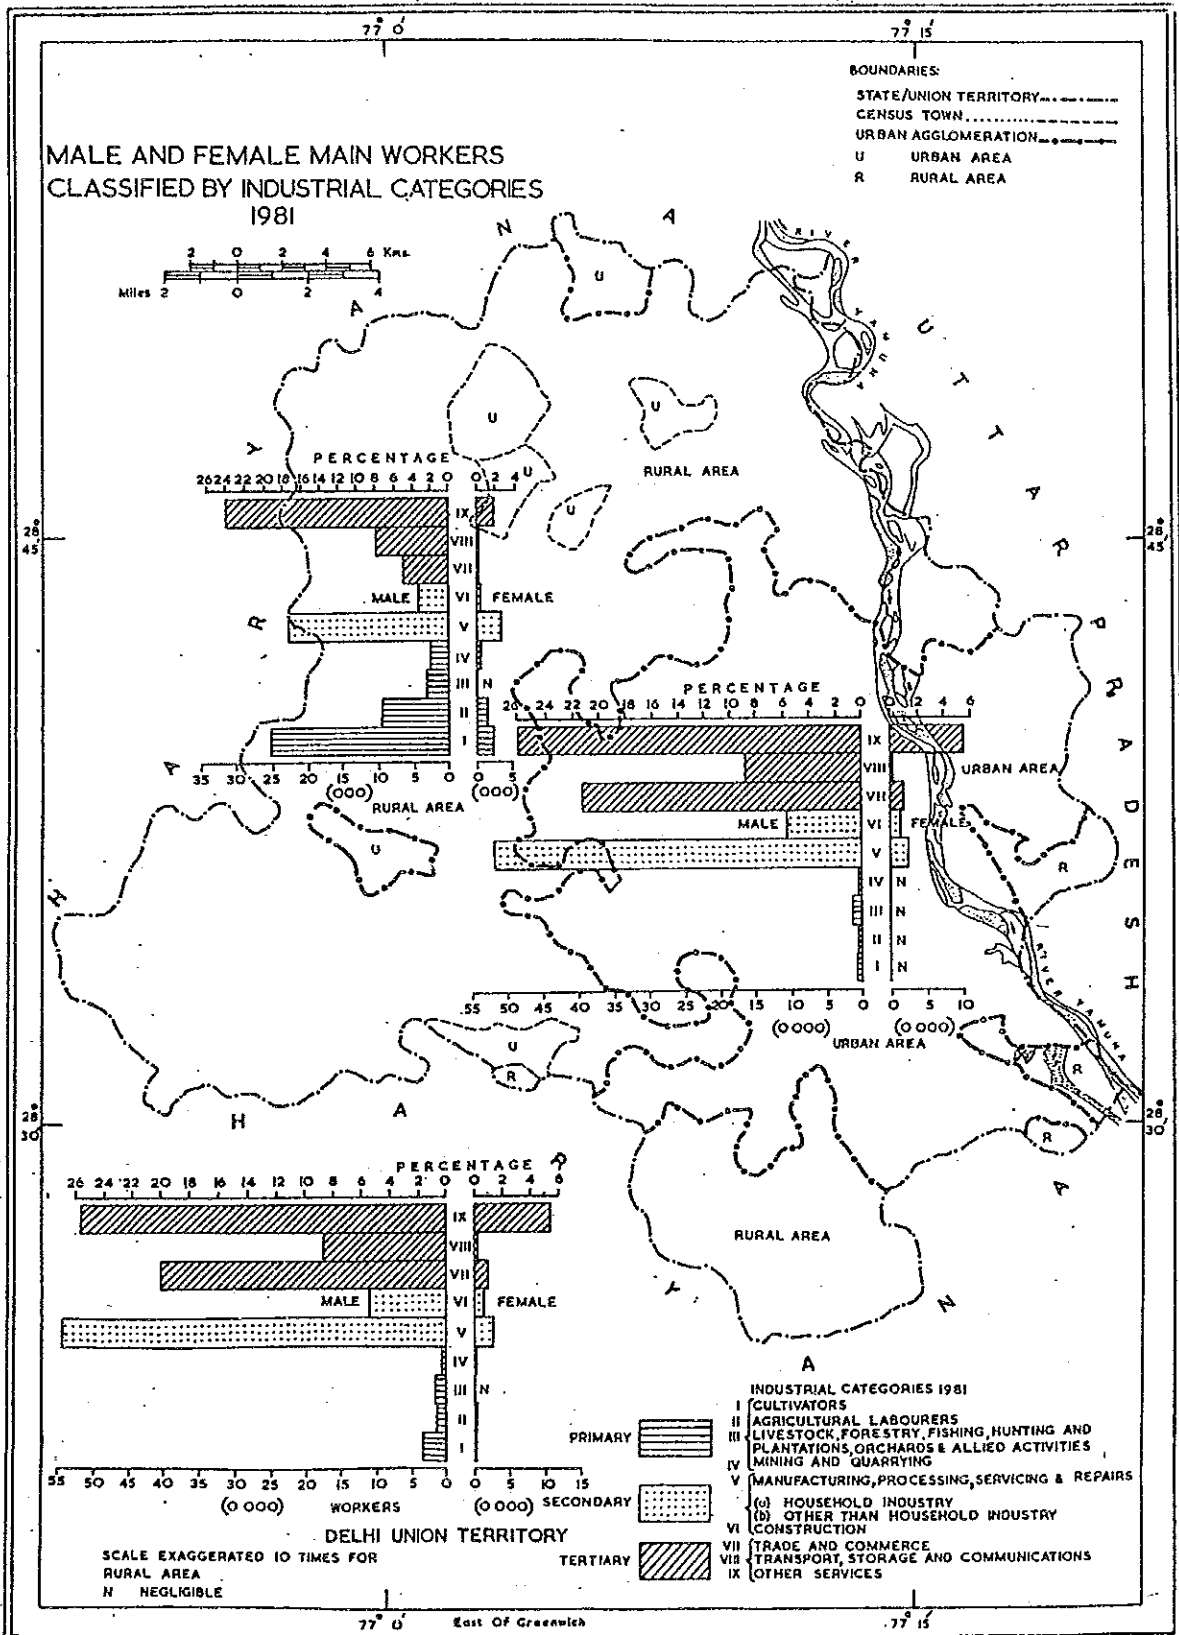 77° 0'
77° 15'
BOUNDARIES:
STATE/UNION TERRITORY
CENSUS TOWN
URBAN AGGLOMERATION
U URBAN AREA
R RURAL AREA
MALE AND FEMALE MAIN WORKERS
CLASSIFIED BY INDUSTRIAL CATEGORIES
1981
2 0 2 4 6 Kms.
Miles 2 0 2 4
H A R Y A N A
RIVER YAMUNA
UTTAR PRADESH
U
U
U
U
U
RURAL AREA
PERCENTAGE
26 24 22 20 18 16 14 12 10 8 6 4 2 0 0 2 4
IX
VIII
VII
MALE VI FEMALE
V
IV
III N
II
I
35 30 25 20 15 10 5 0 0 5
(000) (000)
RURAL AREA
28° 45'
28° 45'
U
PERCENTAGE
26 24 22 20 18 16 14 12 10 8 6 4 2 0 0 2 4 6
IX
VIII URBAN AREA
VII
MALE VI FEMALE
V
IV N
III N
II N
I N
55 50 45 40 35 30 25 20 15 10 5 0 0 5 10
(0 000) (0 000)
URBAN AREA
R
RIVER YAMUNA
U
R
R
R
28° 30'
28° 30'
H A R Y A N A
RURAL AREA
PERCENTAGE
26 24 22 20 18 16 14 12 10 8 6 4 2 0 0 2 4 6
IX
VIII
VII
MALE VI FEMALE
V
IV
III N
II
I
55 50 45 40 35 30 25 20 15 10 5 0 0 5 10 15
(0 000) WORKERS (0 000)
DELHI UNION TERRITORY
SCALE EXAGGERATED 10 TIMES FOR
RURAL AREA
N NEGLIGIBLE
INDUSTRIAL CATEGORIES 1981
PRIMARY
I CULTIVATORS
II AGRICULTURAL LABOURERS
III LIVESTOCK, FORESTRY, FISHING, HUNTING AND
PLANTATIONS, ORCHARDS & ALLIED ACTIVITIES
IV MINING AND QUARRYING
SECONDARY
V MANUFACTURING, PROCESSING, SERVICING & REPAIRS
(a) HOUSEHOLD INDUSTRY
(b) OTHER THAN HOUSEHOLD INDUSTRY
VI CONSTRUCTION
TERTIARY
VII TRADE AND COMMERCE
VIII TRANSPORT, STORAGE AND COMMUNICATIONS
IX OTHER SERVICES
77° 0'
East Of Greenwich
77° 15'